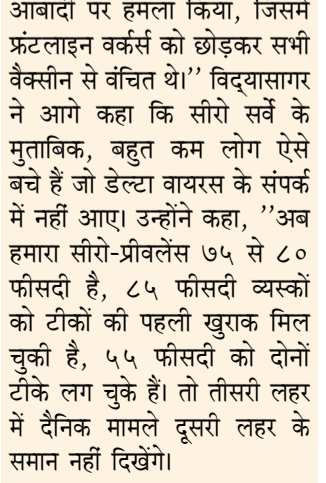 आबादी पर हमला किया, जिसमें
फ्रंटलाइन वर्कर्स को छोड़कर सभी
वैक्सीन से वंचित थे।’’ विद्यासागर
ने आगे कहा कि सीरो सर्वे के
मुताबिक, बहुत कम लोग ऐसे
बचे हैं जो डेल्टा वायरस के संपर्क
में नहीं आए। उन्होंने कहा, ’’अब
हमारा सीरो-प्रीवलेंस ७५ से ८०
फीसदी है, ८५ फीसदी व्यस्कों
को टीकों की पहली खुराक मिल
चुकी है, ५५ फीसदी को दोनों
टीके लग चुके हैं। तो तीसरी लहर
में दैनिक मामले दूसरी लहर के
समान नहीं दिखेंगे।